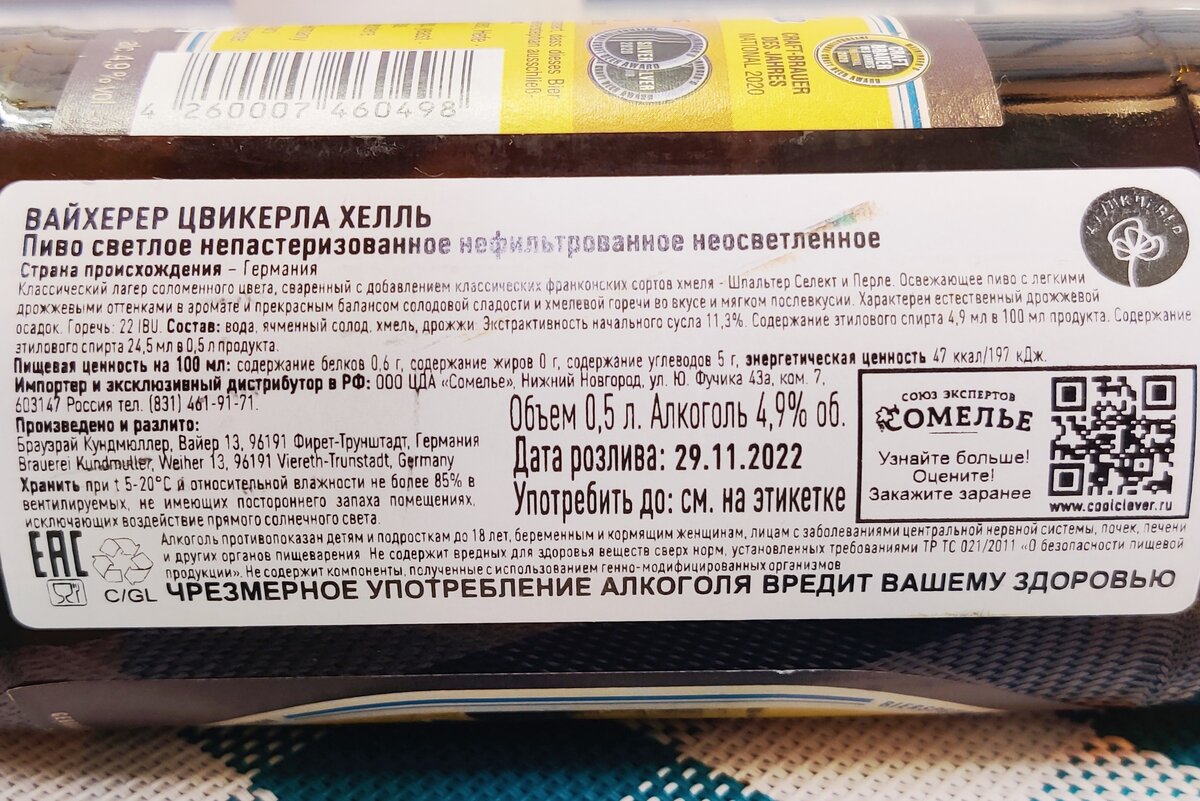 4,9% vol
4 260007 460498
dass dieses Bier
SILVER
CRAFT-BRAUER
DES JAHRES
NATIONAL 2020
CRAFT
BRAUER
ВАЙХЕРЕР ЦВИКЕРЛА ХЕЛЛЬ
Пиво светлое непастеризованное нефильтрованное неосветленное
Страна происхождения – Германия
Классический лагер соломенного цвета, сваренный с добавлением классических франконских сортов хмеля - Шпальтер Селект и Перле. Освежающее пиво с легкими
дрожжевыми оттенками в аромате и прекрасным балансом солодовой сладости и хмелевой горечи во вкусе и мягком послевкусии. Характерен естественный дрожжевой
осадок. Горечь: 22 IBU. Состав: вода, ячменный солод, хмель, дрожжи. Экстрактивность начального сусла 11,3%. Содержание этилового спирта 4,9 мл в 100 мл продукта. Содержание
этилового спирта 24,5 мл в 0,5 л продукта.
Пищевая ценность на 100 мл: содержание белков 0,6 г, содержание жиров 0 г, содержание углеводов 5 г, энергетическая ценность 47 ккал/197 кДж.
Импортер и эксклюзивный дистрибутор в РФ: ООО ЦДА «Сомелье», Нижний Новгород, ул. Ю. Фучика 43а, ком. 7,
603147 Россия тел. (831) 461-91-71.
Произведено и разлито:
Браузрай Кундмюллер, Вайер 13, 96191 Фирет-Трунштадт, Германия
Brauerei Kundmuller, Weiher 13, 96191 Viereth-Trunstadt, Germany
Хранить при t 5-20°C и относительной влажности не более 85% в
вентилируемых, не имеющих постороннего запаха помещениях,
исключающих воздействие прямого солнечного света.
Объем 0,5 л. Алкоголь 4,9% об.
Дата розлива: 29.11.2022
Употребить до: см. на этикетке
СОЮЗ ЭКСПЕРТОВ
СОМЕЛЬЕ
Узнайте больше!
Оцените!
Закажите заранее
www.coolclever.ru
EAC
C/GL
Алкоголь противопоказан детям и подросткам до 18 лет, беременным и кормящим женщинам, лицам с заболеваниями центральной нервной системы, почек, печени
и других органов пищеварения. Не содержит вредных для здоровья веществ сверх норм, установленных требованиями ТР ТС 021/2011 «О безопасности пищевой
продукции». Не содержит компоненты, полученные с использованием генно-модифицированных организмов
ЧРЕЗМЕРНОЕ УПОТРЕБЛЕНИЕ АЛКОГОЛЯ ВРЕДИТ ВАШЕМУ ЗДОРОВЬЮ